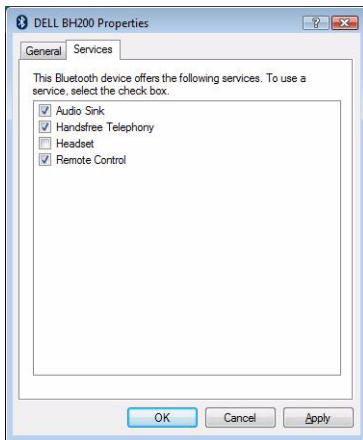 DELL BH200 Properties
General Services
This Bluetooth device offers the following services. To use a
service, select the check box.
Audio Sink
Handsfree Telephony
Headset
Remote Control
OK Cancel Apply